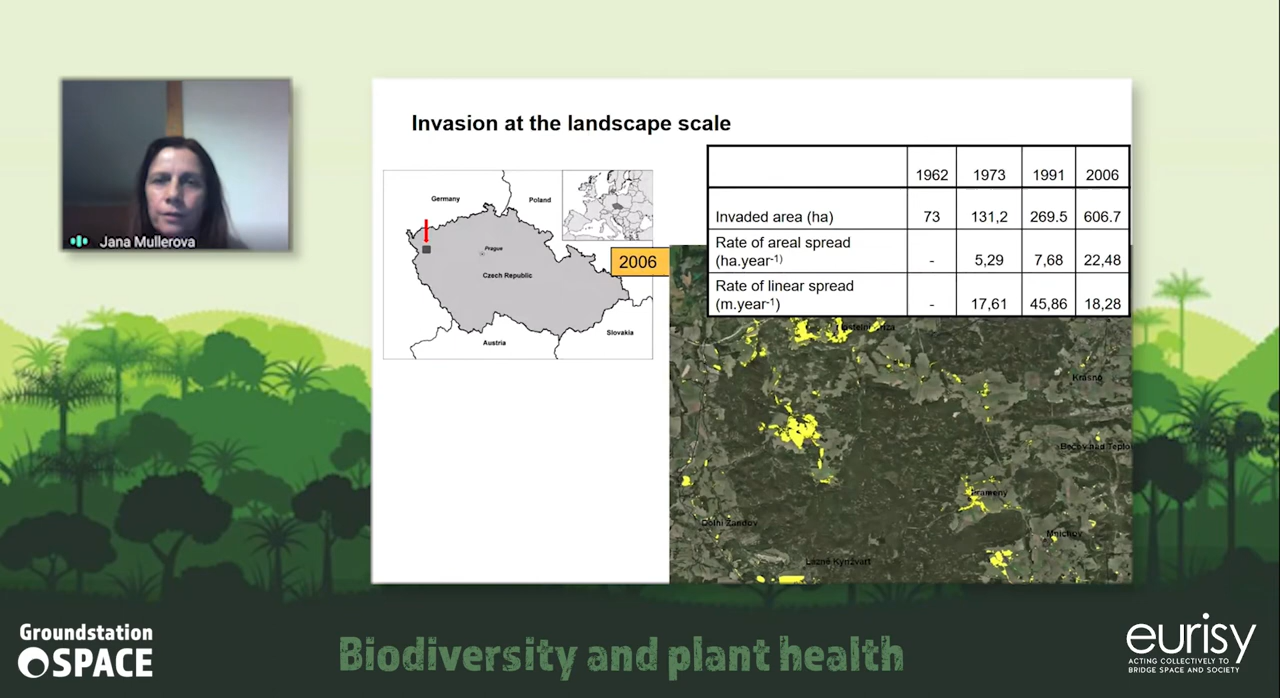 Jana Mullerova
Invasion at the landscape scale
Germany
Poland
Prague
Czech Republic
Slovakia
Austria
2006
1962 1973 1991 2006
Invaded area (ha) 73 131,2 269.5 606.7
Rate of areal spread
(ha.year-1) - 5,29 7,68 22,48
Rate of linear spread
(m.year-1) - 17,61 45,86 18,28
Krásno
Bečov nad Teplo
Prameny
Dolní Žandov
Mnichov
Lázně Kynžvart
Groundstation
SPACE
Biodiversity and plant health
eurisy
ACTING COLLECTIVELY TO
BRIDGE SPACE AND SOCIETY